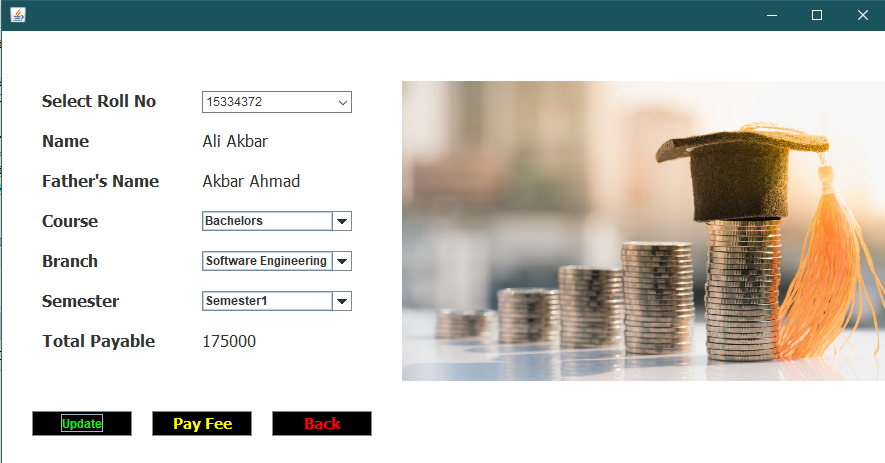 Select Roll No 15334372
Name Ali Akbar
Father's Name Akbar Ahmad
Course Bachelors
Branch Software Engineering
Semester Semester1
Total Payable 175000
Update Pay Fee Back